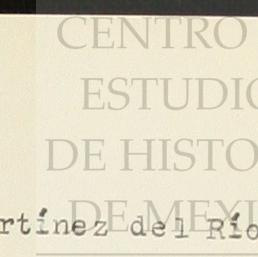 CENTRO
ESTUDIO
DE HISTO
DE MEXI
rtínez del Río